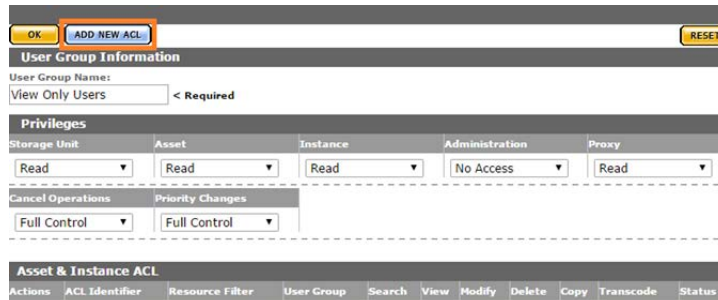 OK ADD NEW ACL RESET
User Group Information
User Group Name:
View Only Users < Required
Privileges
Storage Unit Asset Instance Administration Proxy
Read Read Read No Access Read
Cancel Operations Priority Changes
Full Control Full Control
Asset & Instance ACL
Actions ACL Identifier Resource Filter User Group Search View Modify Delete Copy Transcode Status